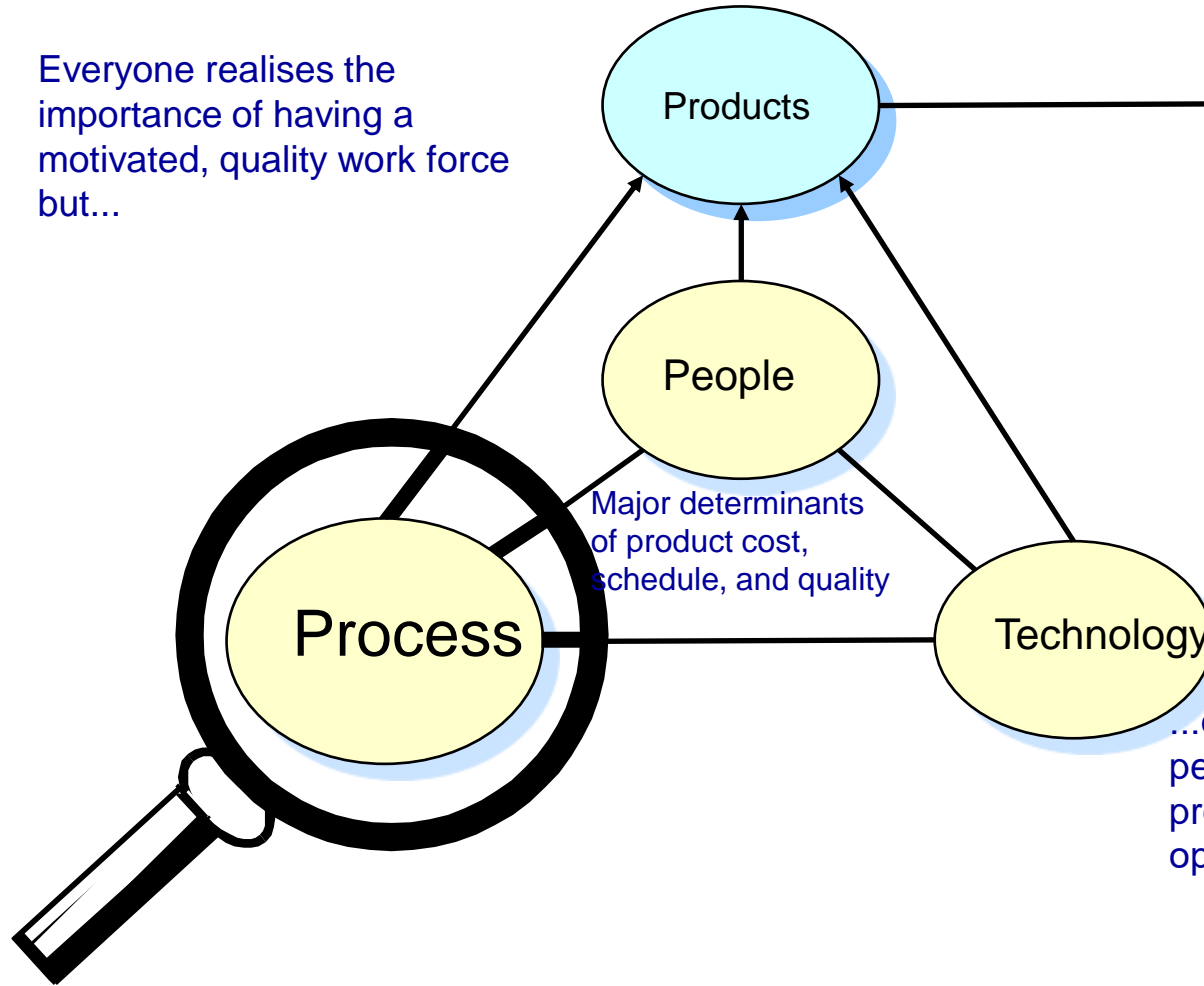 Everyone realises the
importance of having a
motivated, quality work force
but...
Products
People
Major determinants
of product cost,
schedule, and quality
Process
Technology